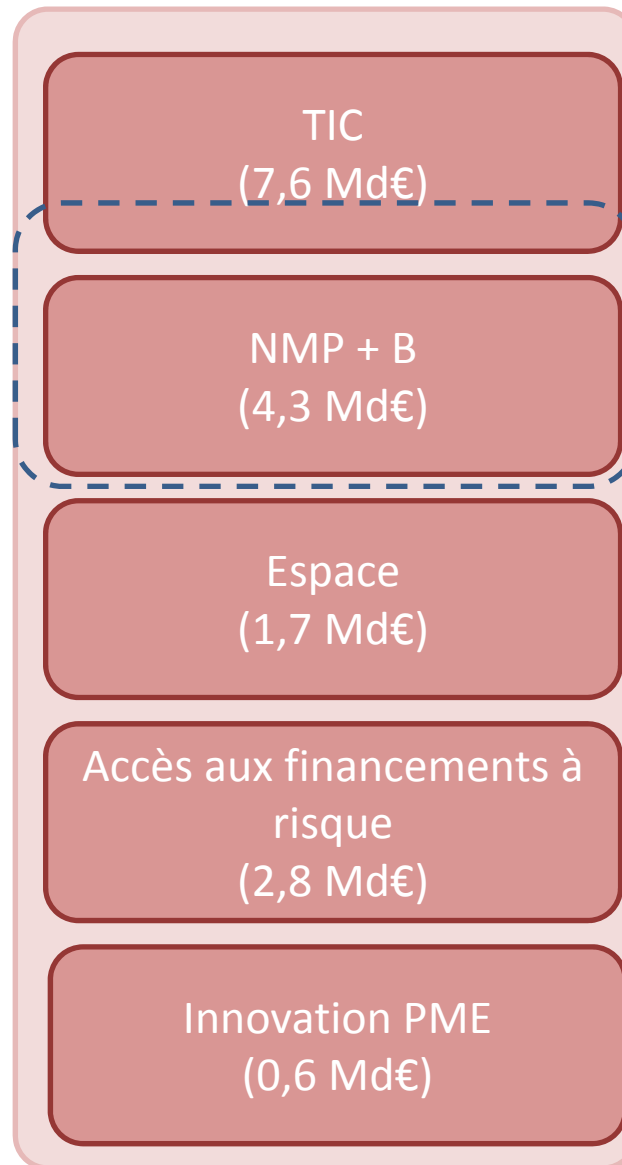 TIC
(7,6 Md€)
NMP + B
(4,3 Md€)
Espace
(1,7 Md€)
Accès aux financements à
risque
(2,8 Md€)
Innovation PME
(0,6 Md€)